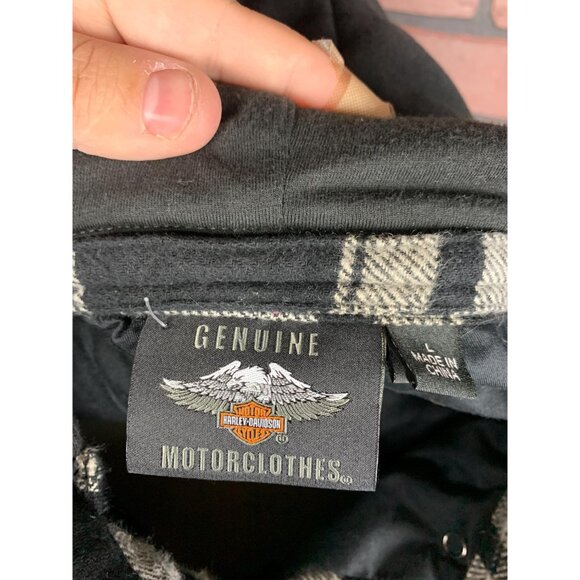 GENUINE
MOTOR
HARLEY-DAVIDSON
CYCLES
®
MOTORCLOTHES®
L
MADE IN
CHINA